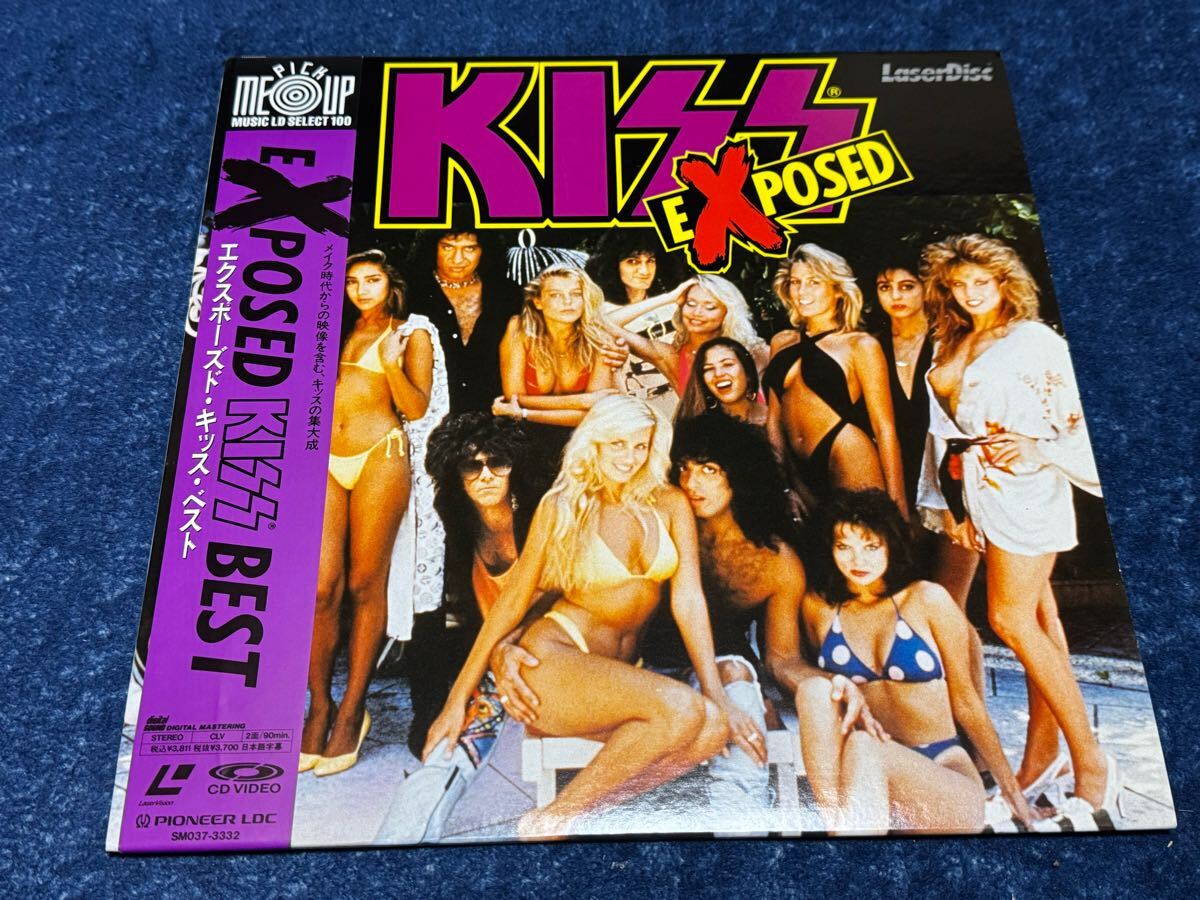 PICK
ME UP
MUSIC LD SELECT 100
EXPOSED KISS® BEST
エクスポーズド・キッス・ベスト
メイク時代からの映像を含む、キッスの集大成
digital
SOUND DIGITAL MASTERING
STEREO CLV 2面/90min.
税込¥3,811 税抜¥3,700 日本語字幕
LaserVision
CD VIDEO
PIONEER LDC
SM037-3332
KISS®
EXPOSED
LaserDisc